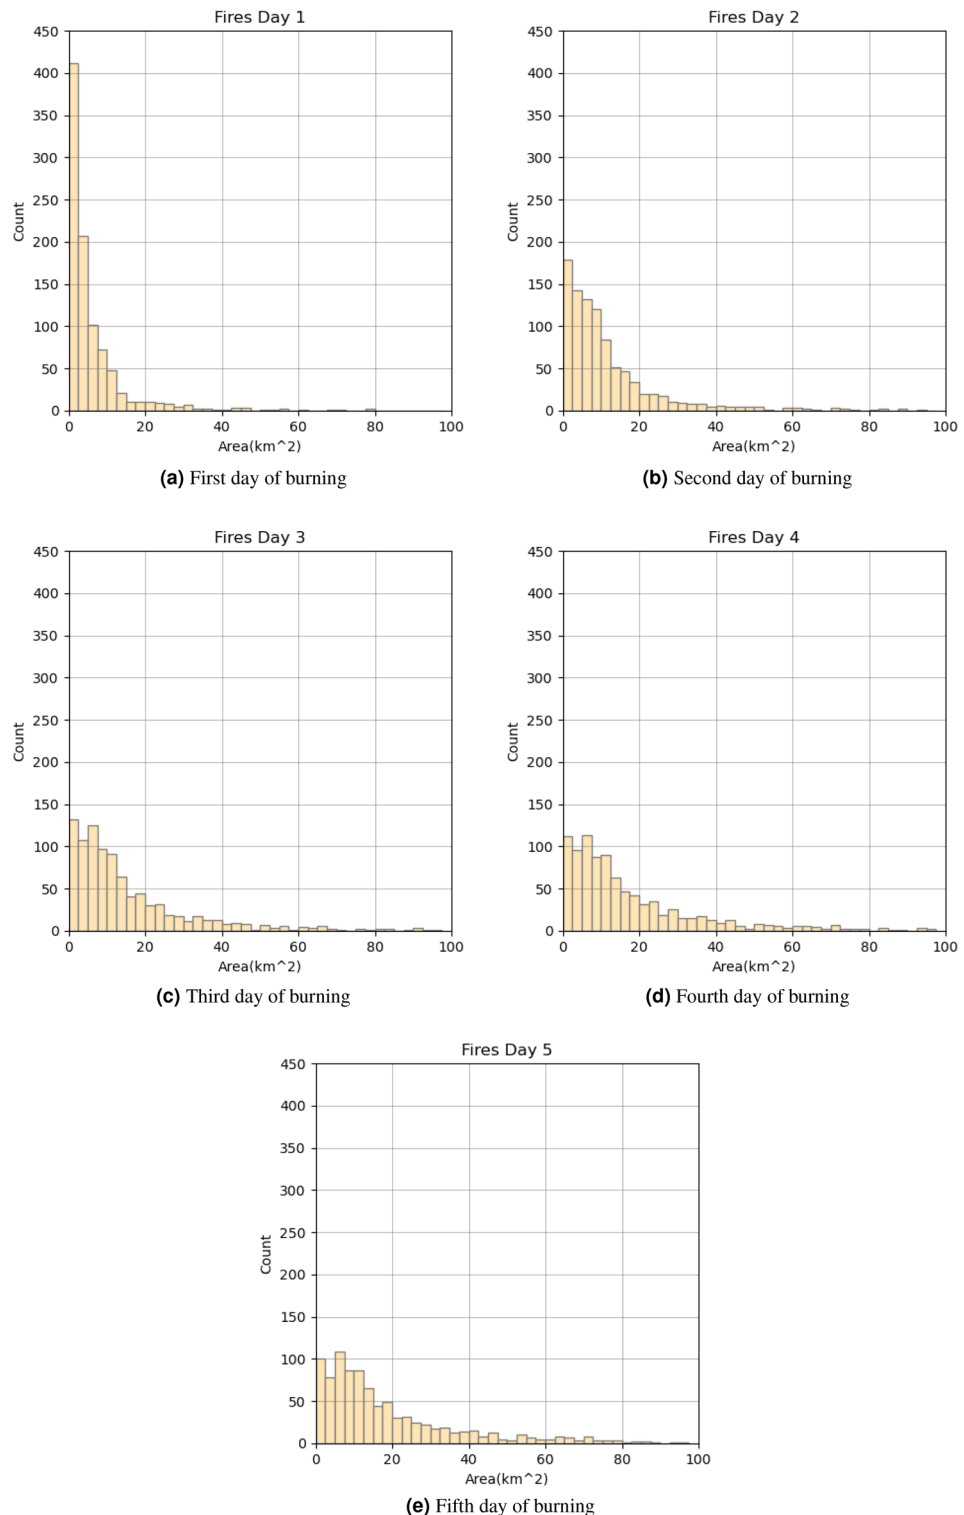 Fires Day 1
450
400
350
300
250
200
150
100
50
0
Count
0 20 40 60 80 100
Area(km^2)
(a) First day of burning
Fires Day 2
450
400
350
300
250
200
150
100
50
0
Count
0 20 40 60 80 100
Area(km^2)
(b) Second day of burning
Fires Day 3
450
400
350
300
250
200
150
100
50
0
Count
0 20 40 60 80 100
Area(km^2)
(c) Third day of burning
Fires Day 4
450
400
350
300
250
200
150
100
50
0
Count
0 20 40 60 80 100
Area(km^2)
(d) Fourth day of burning
Fires Day 5
450
400
350
300
250
200
150
100
50
0
Count
0 20 40 60 80 100
Area(km^2)
(e) Fifth day of burning